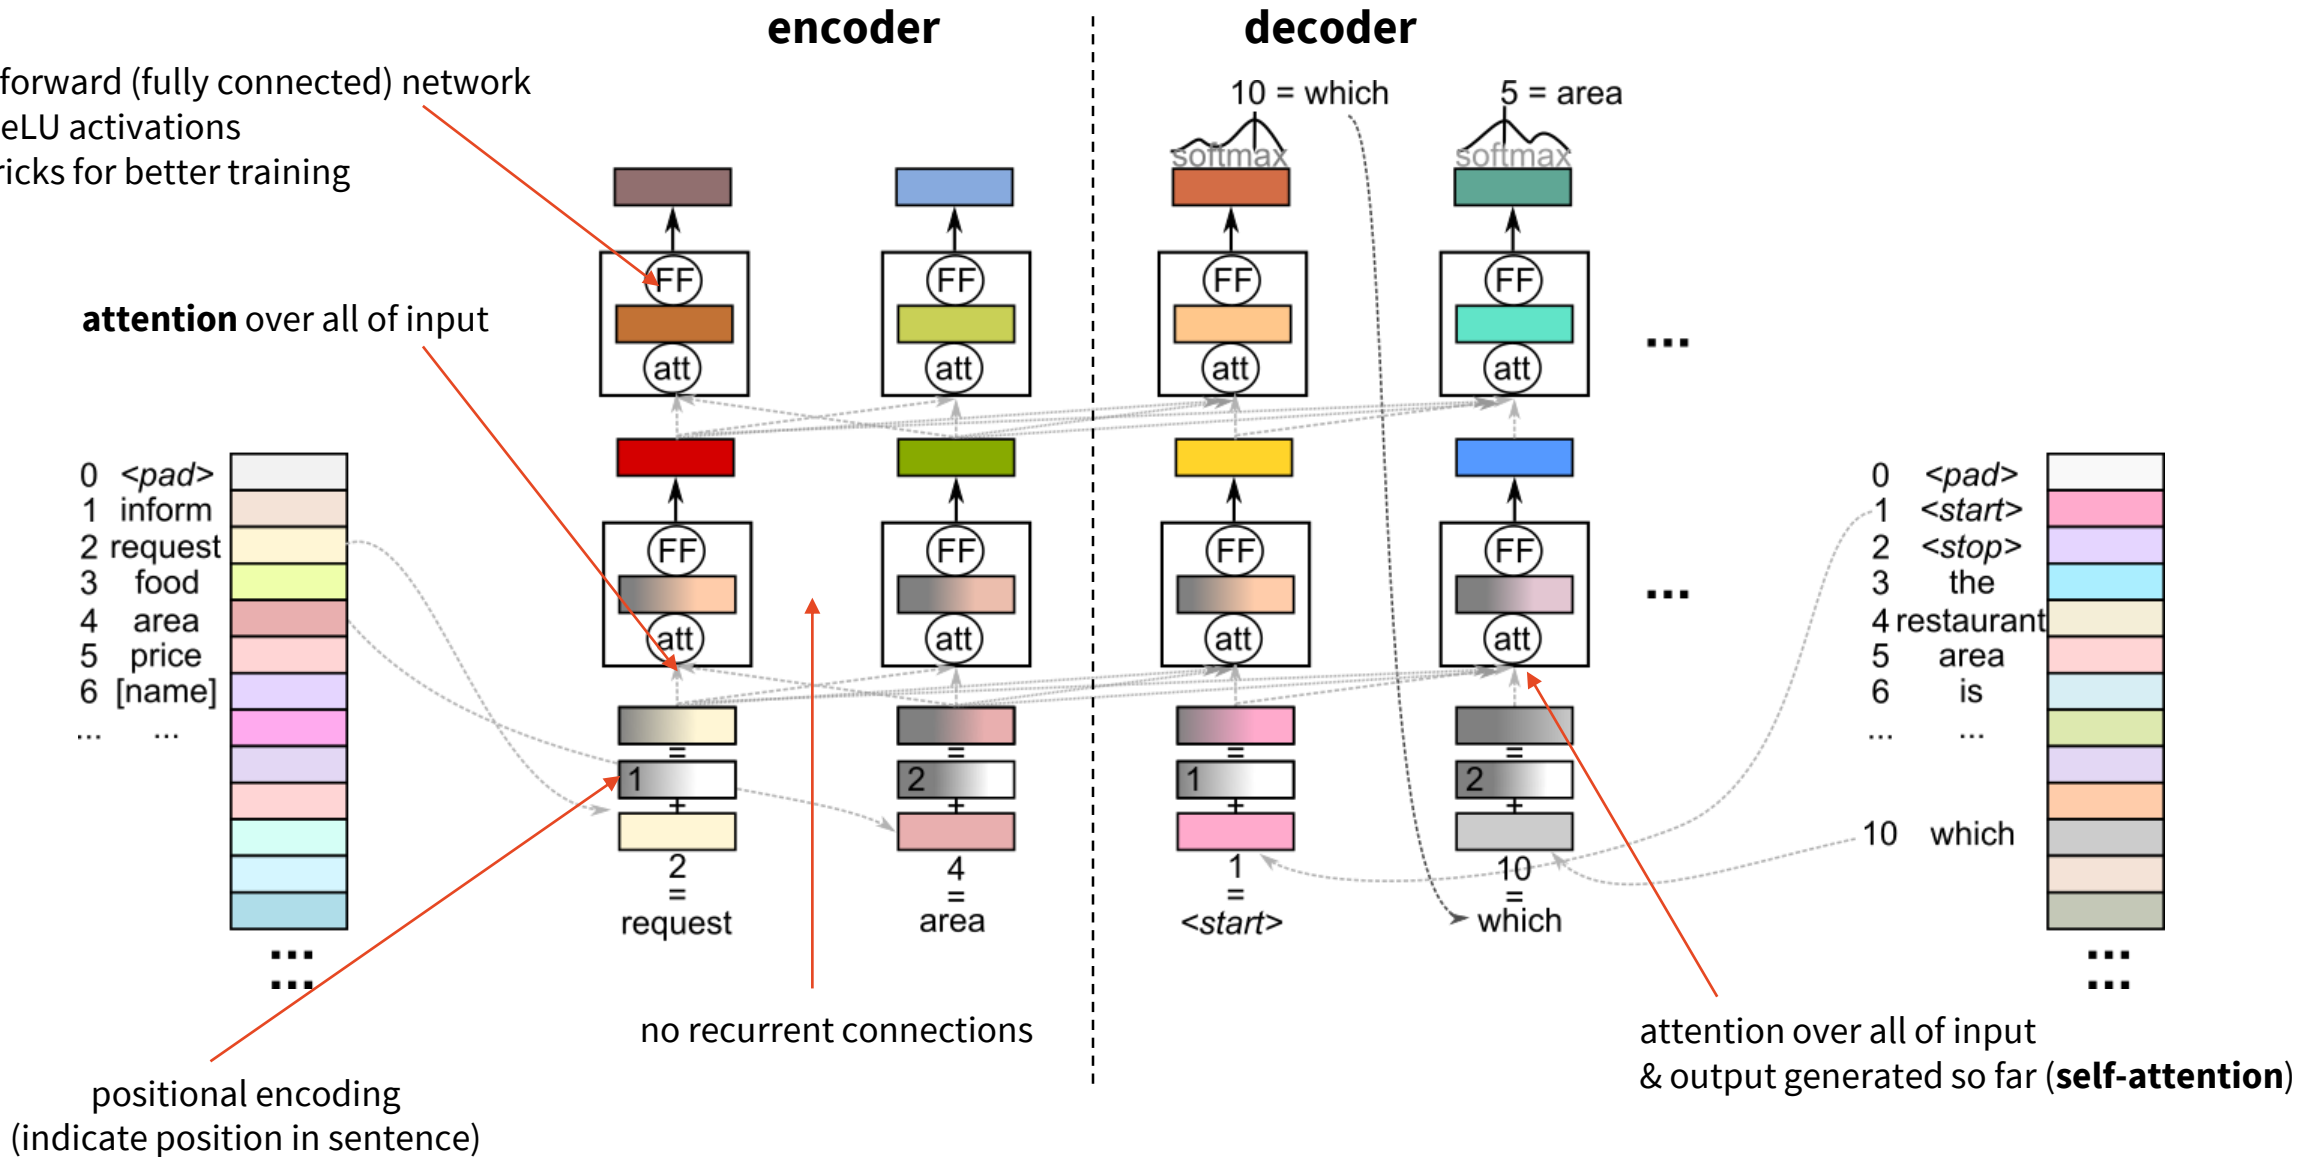 encoder
decoder
forward (fully connected) network
eLU activations
ricks for better training
10 = which
5 = area
softmax
softmax
FF
FF
FF
FF
attention over all of input
att
att
att
att
...
0 <pad>
1 inform
2 request
3 food
4 area
5 price
6 [name]
... ...
FF
FF
FF
FF
att
att
att
att
...
0 <pad>
1 <start>
2 <stop>
3 the
4 restaurant
5 area
6 is
... ...
10 which
= = = =
1 2 1 2
+ + + +
2 4 1 10
= = = =
request
area
<start>
which
...
...
...
...
no recurrent connections
attention over all of input
& output generated so far (self-attention)
positional encoding
(indicate position in sentence)